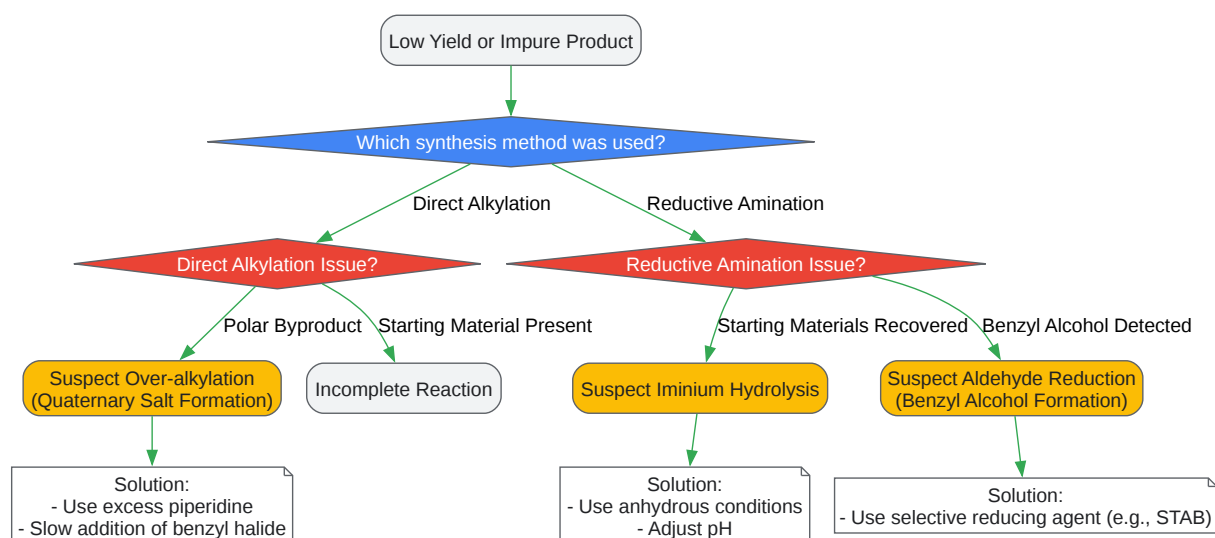 Low Yield or Impure Product
Which synthesis method was used?
Direct Alkylation
Reductive Amination
Direct Alkylation Issue?
Reductive Amination Issue?
Polar Byproduct
Starting Material Present
Starting Materials Recovered
Benzyl Alcohol Detected
Suspect Over-alkylation
(Quaternary Salt Formation)
Incomplete Reaction
Suspect Iminium Hydrolysis
Suspect Aldehyde Reduction
(Benzyl Alcohol Formation)
Solution:
- Use excess piperidine
- Slow addition of benzyl halide
Solution:
- Use anhydrous conditions
- Adjust pH
Solution:
- Use selective reducing agent (e.g., STAB)